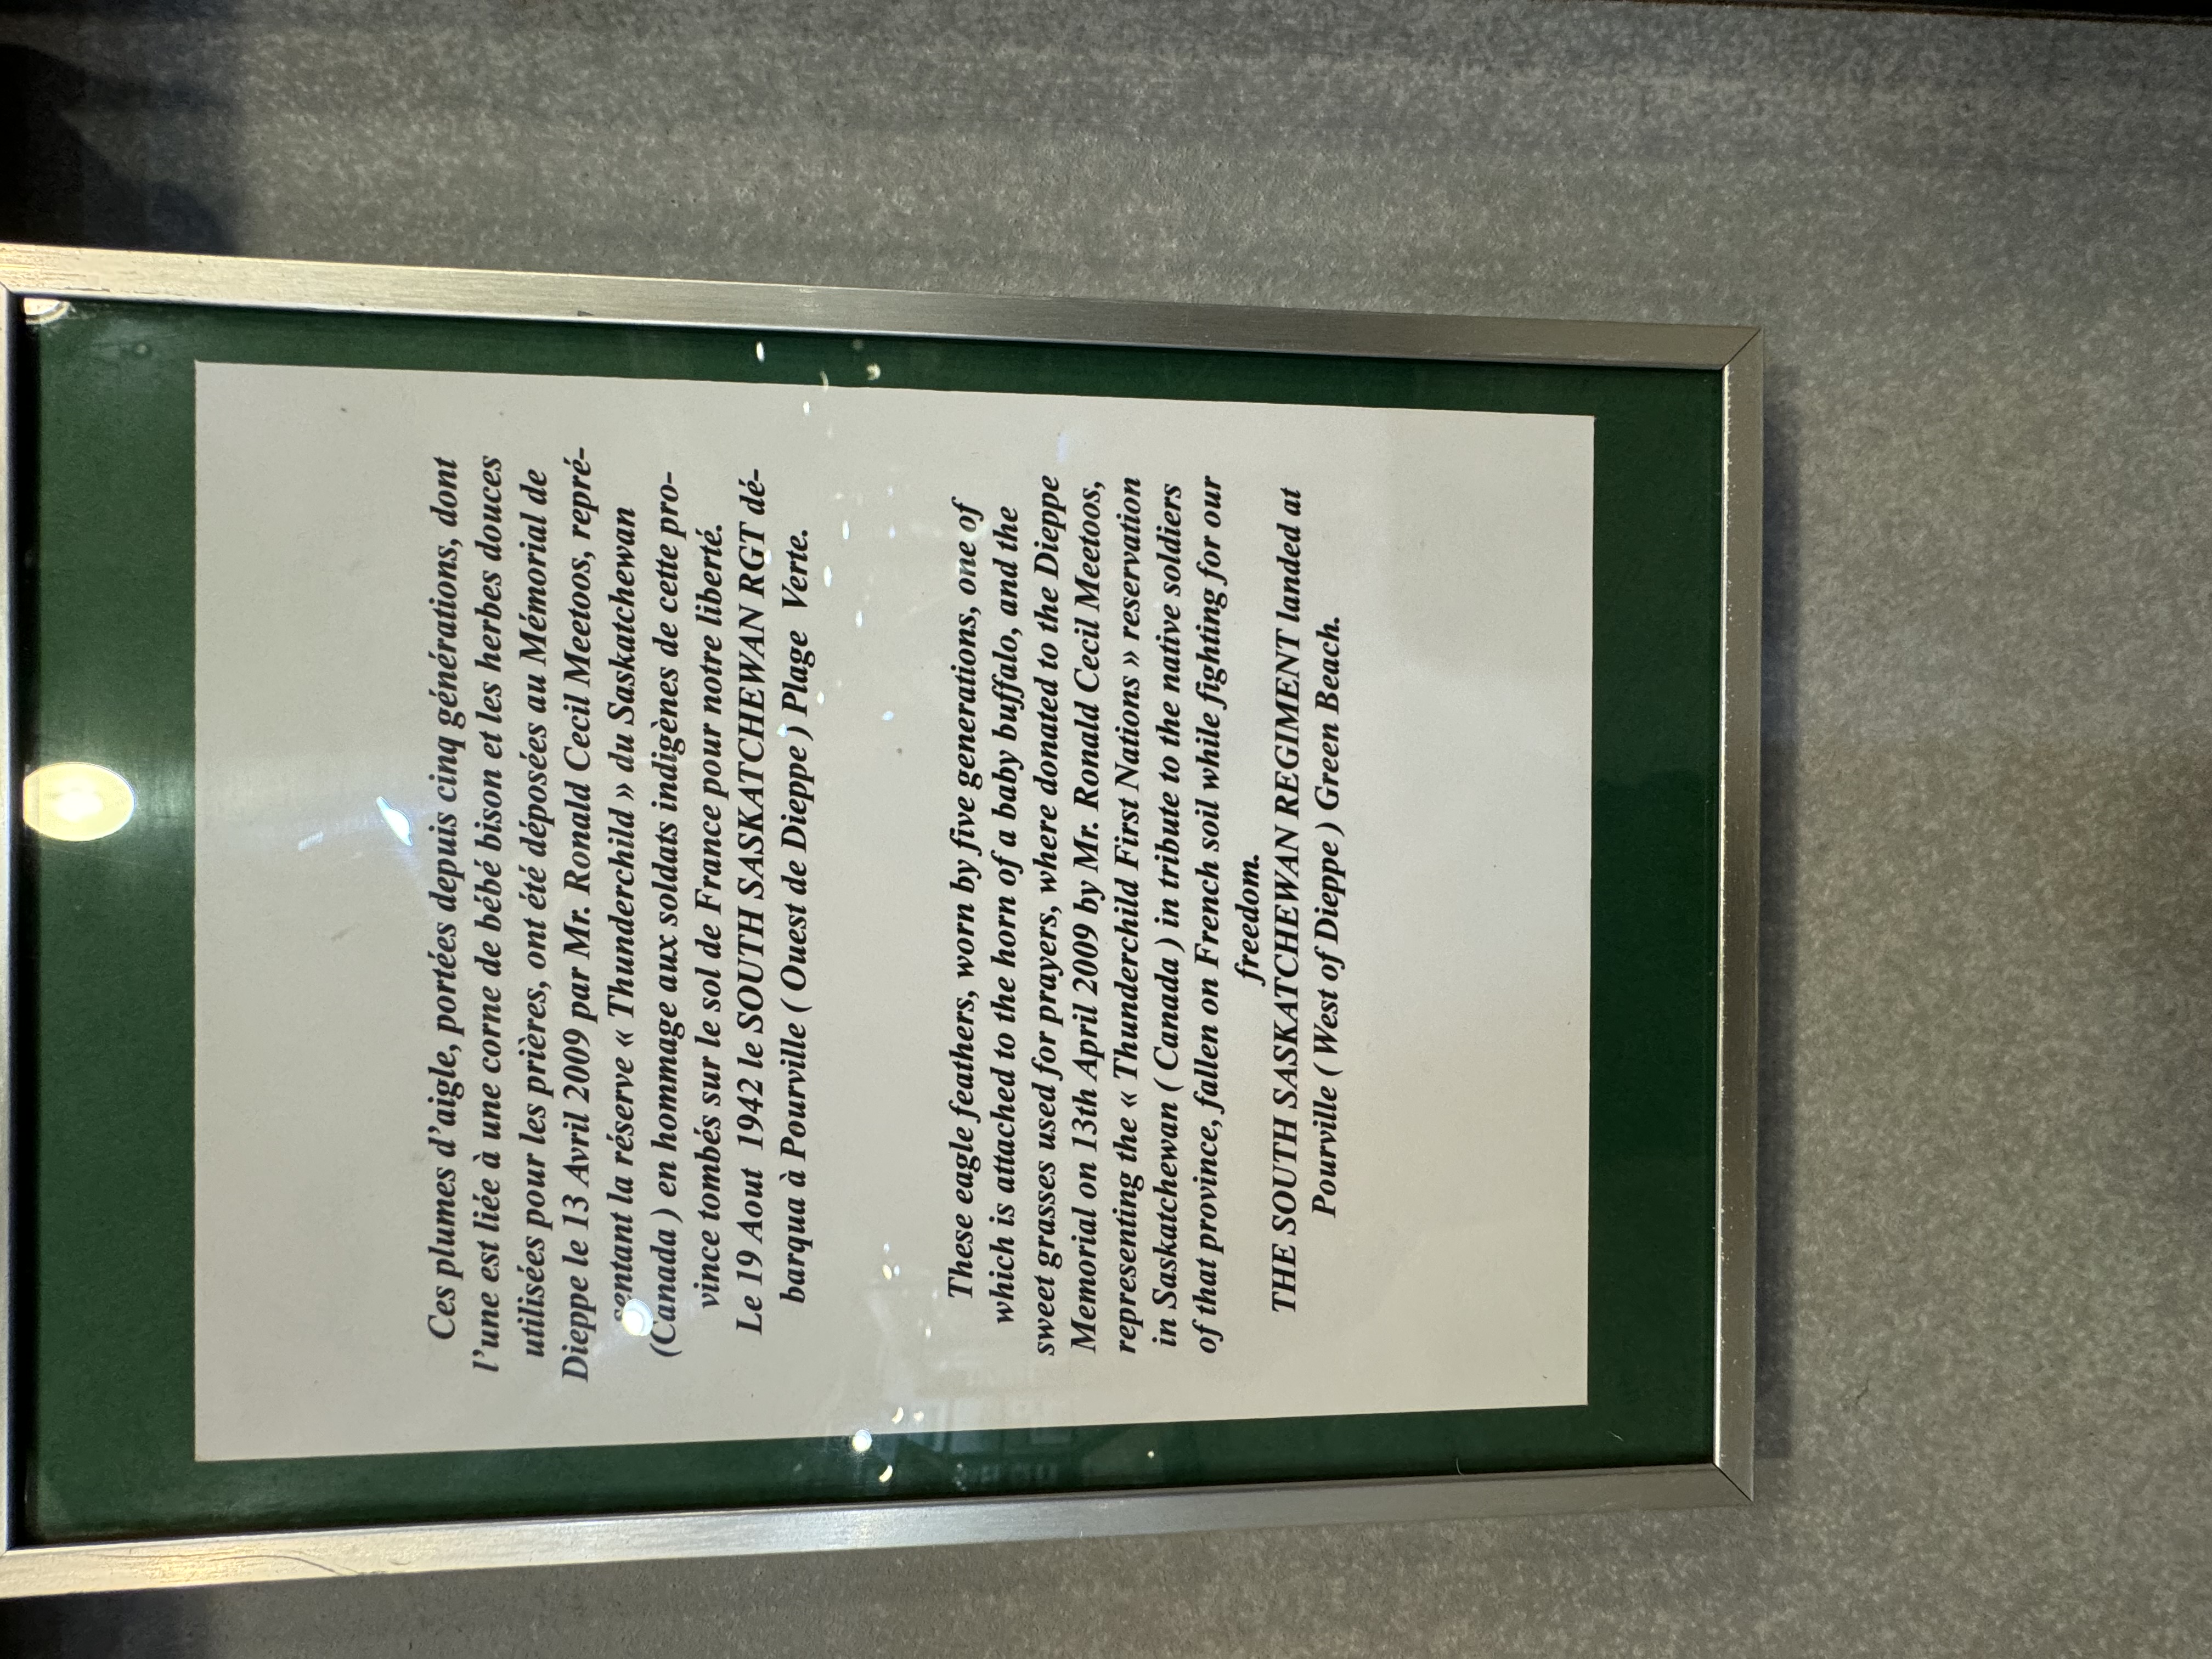 Ces plumes d'aigle, portées depuis cinq générations, dont
l'une est liée à une corne de bébé bison et les herbes douces
utilisées pour les prières, ont été déposées au Mémorial de
Dieppe le 13 Avril 2009 par Mr. Ronald Cecil Meetoos, repré-
sentant la réserve « Thunderchild » du Saskatchewan
(Canada ) en hommage aux soldats indigènes de cette pro-
vince tombés sur le sol de France pour notre liberté.
Le 19 Aout 1942 le SOUTH SASKATCHEWAN RGT dé-
barqua à Pourville ( Ouest de Dieppe ) Plage Verte.
These eagle feathers, worn by five generations, one of
which is attached to the horn of a baby buffalo, and the
sweet grasses used for prayers, where donated to the Dieppe
Memorial on 13th April 2009 by Mr. Ronald Cecil Meetoos,
representing the « Thunderchild First Nations » reservation
in Saskatchewan ( Canada ) in tribute to the native soldiers
of that province, fallen on French soil while fighting for our
freedom.
THE SOUTH SASKATCHEWAN REGIMENT landed at
Pourville ( West of Dieppe ) Green Beach.